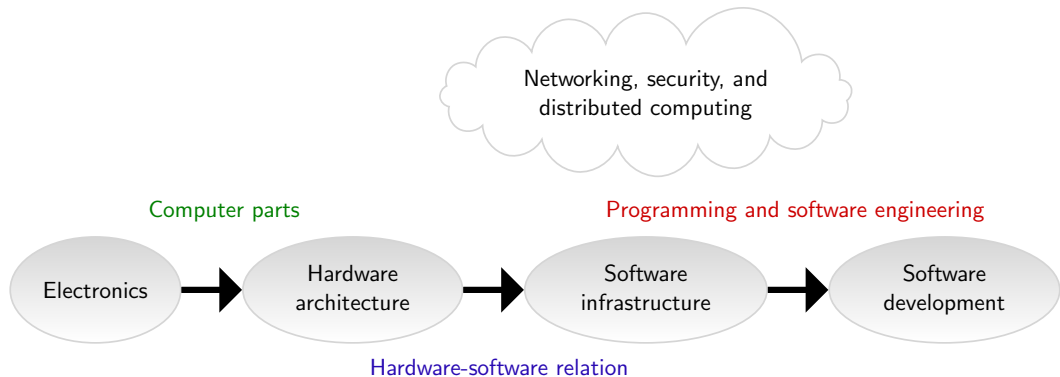 Networking, security, and
distributed computing
Computer parts
Programming and software engineering
Electronics
Hardware
architecture
Software
infrastructure
Software
development
Hardware-software relation